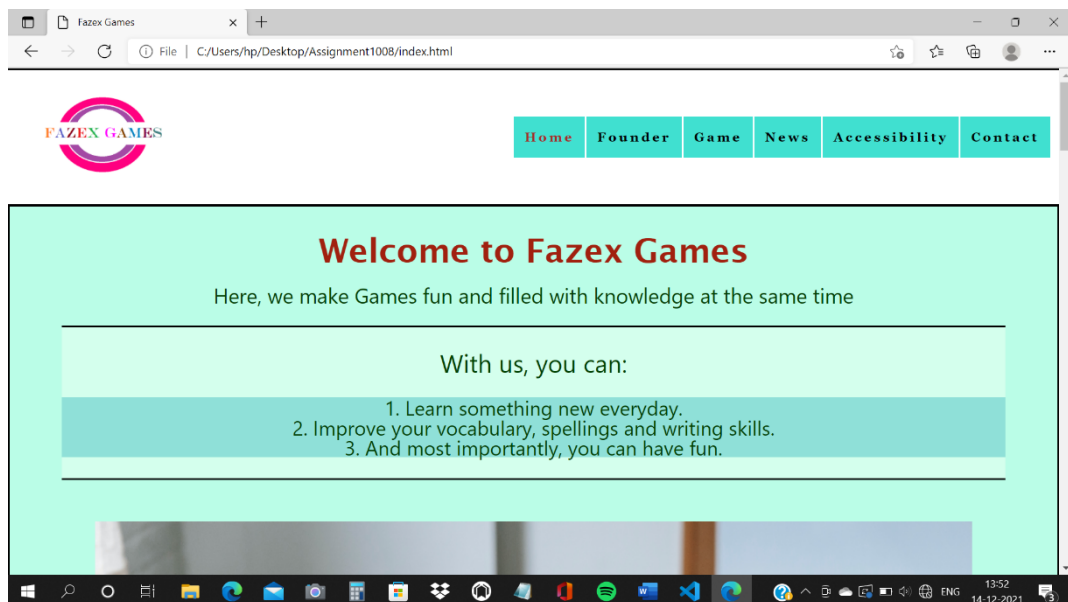 Fazex Games
File | C:/Users/hp/Desktop/Assignment1008/index.html
FAZEX GAMES
Home Founder Game News Accessibility Contact
Welcome to Fazex Games
Here, we make Games fun and filled with knowledge at the same time
With us, you can:
1. Learn something new everyday.
2. Improve your vocabulary, spellings and writing skills.
3. And most importantly, you can have fun.
ENG
13:52
14-12-2021
3